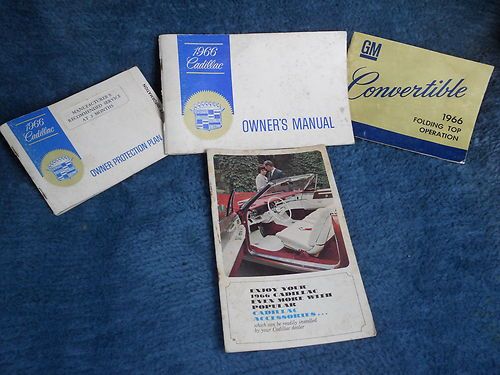 1966
Cadillac
MANUFACTURER'S
RECOMMENDED SERVICE
AT 2 MONTHS
OWNER PROTECTION PLAN
1966
Cadillac
OWNER'S MANUAL
GM
Convertible
1966
FOLDING TOP
OPERATION
ENJOY YOUR
1966 CADILLAC
EVEN MORE WITH
POPULAR
CADILLAC
ACCESSORIES...
which can be readily installed
by your Cadillac dealer